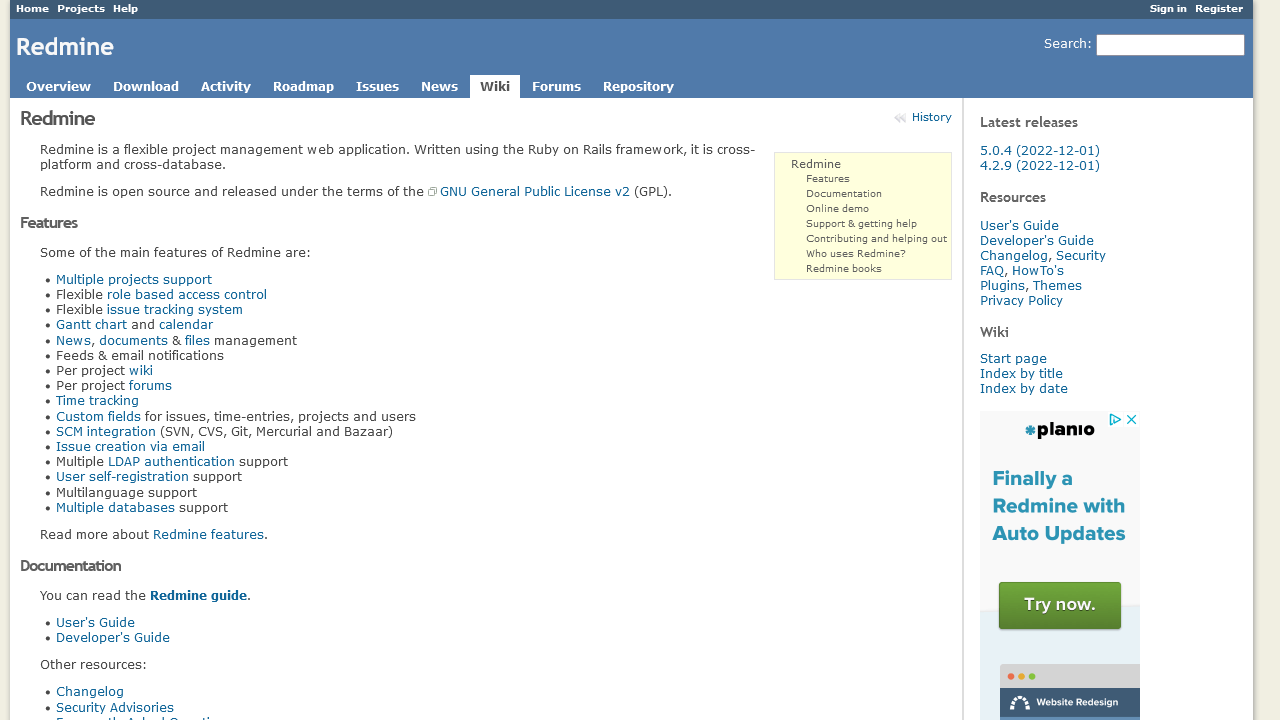 Home Projects Help Sign in Register
Redmine
Search:
Overview Download Activity Roadmap Issues News Wiki Forums Repository
Redmine
History
Redmine is a flexible project management web application. Written using the Ruby on Rails framework, it is cross-
platform and cross-database.
Redmine is open source and released under the terms of the GNU General Public License v2 (GPL).
Redmine
Features
Documentation
Online demo
Support & getting help
Contributing and helping out
Who uses Redmine?
Redmine books
Features
Some of the main features of Redmine are:
Multiple projects support
Flexible role based access control
Flexible issue tracking system
Gantt chart and calendar
News, documents & files management
Feeds & email notifications
Per project wiki
Per project forums
Time tracking
Custom fields for issues, time-entries, projects and users
SCM integration (SVN, CVS, Git, Mercurial and Bazaar)
Issue creation via email
Multiple LDAP authentication support
User self-registration support
Multilanguage support
Multiple databases support
Read more about Redmine features.
Documentation
You can read the Redmine guide.
User's Guide
Developer's Guide
Other resources:
Changelog
Security Advisories
Latest releases
5.0.4 (2022-12-01)
4.2.9 (2022-12-01)
Resources
User's Guide
Developer's Guide
Changelog, Security
FAQ, HowTo's
Plugins, Themes
Privacy Policy
Wiki
Start page
Index by title
Index by date
planio
Finally a
Redmine with
Auto Updates
Try now.
Website Redesign